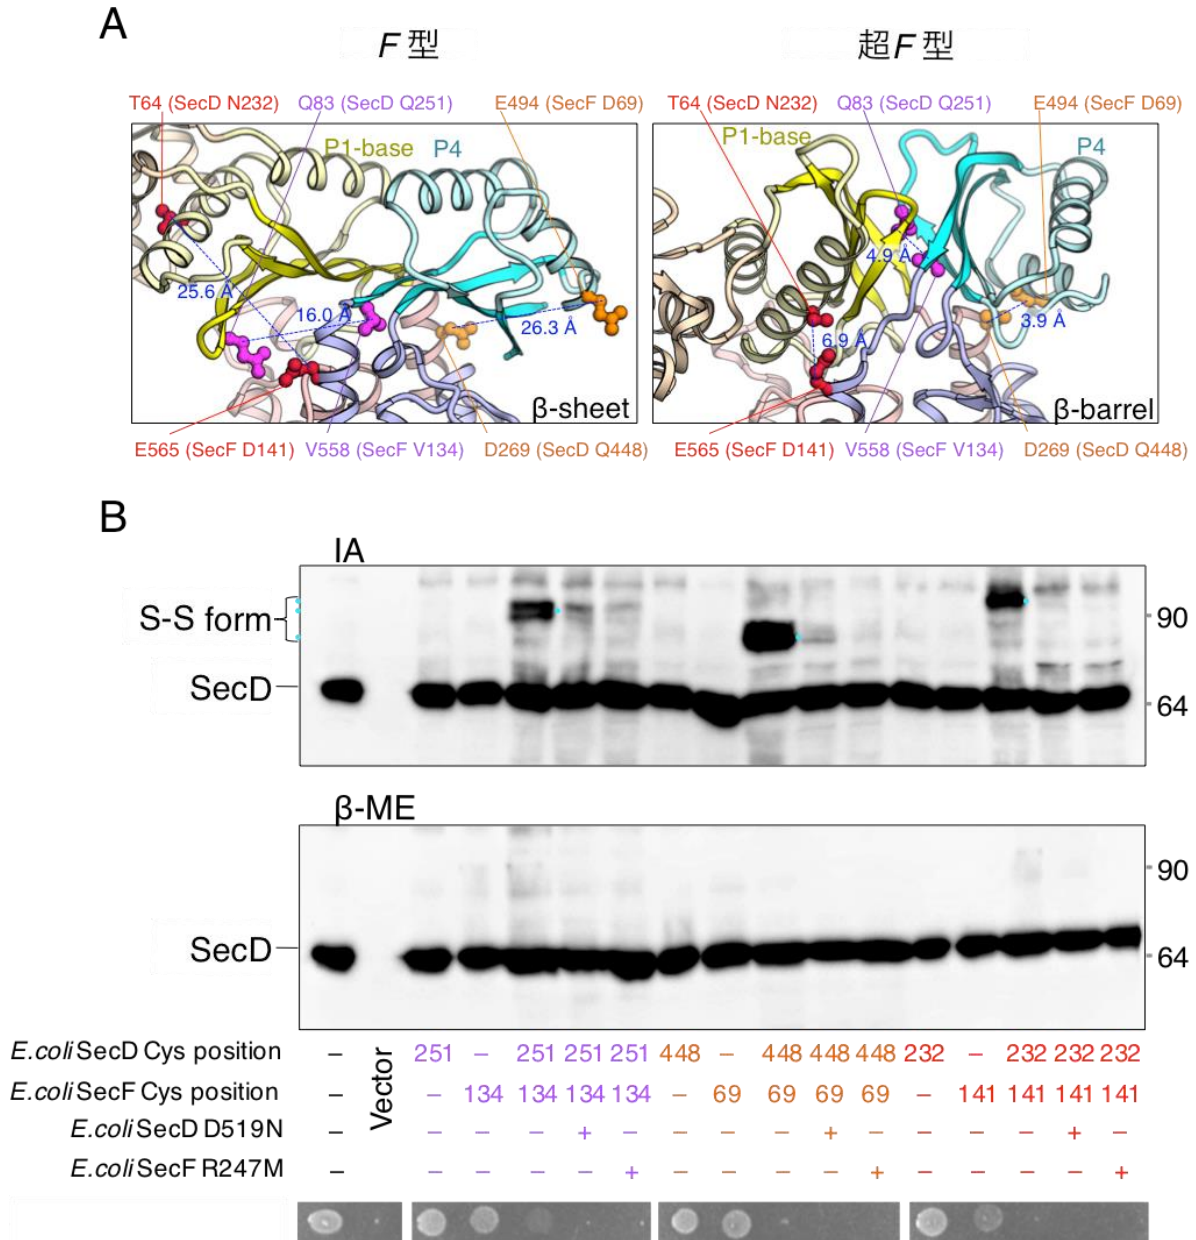 A
F 型
超F 型
T64 (SecD N232) Q83 (SecD Q251) E494 (SecF D69)
T64 (SecD N232) Q83 (SecD Q251) E494 (SecF D69)
P1-base P4
25.6 Å
16.0 Å
26.3 Å
β-sheet
P1-base P4
4.9 Å
3.9 Å
6.9 Å
β-barrel
E565 (SecF D141) V558 (SecF V134) D269 (SecD Q448)
E565 (SecF D141) V558 (SecF V134) D269 (SecD Q448)
B
IA
S-S form
90
SecD
64
β-ME
90
SecD
64
E.coli SecD Cys position – 251 – 251 251 251 448 – 448 448 448 232 – 232 232 232
Vector
E.coli SecF Cys position – – 134 134 134 134 – 69 69 69 69 – 141 141 141 141
E.coli SecD D519N – – – – + – – – – + – – – – + –
E.coli SecF R247M – – – – – + – – – – + – – – – +